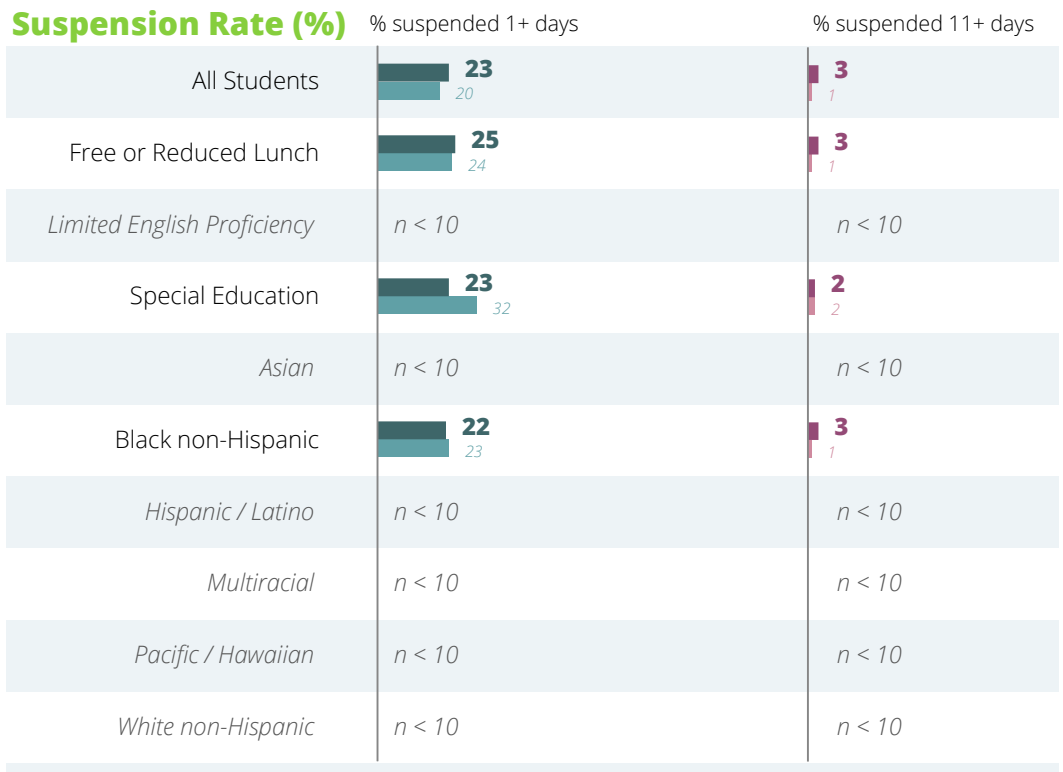 Suspension Rate (%) % suspended 1+ days % suspended 11+ days
All Students 23 3
20 1
Free or Reduced Lunch 25 3
24 1
Limited English Proficiency n < 10 n < 10
Special Education 23 2
32 2
Asian n < 10 n < 10
Black non-Hispanic 22 3
23 1
Hispanic / Latino n < 10 n < 10
Multiracial n < 10 n < 10
Pacific / Hawaiian n < 10 n < 10
White non-Hispanic n < 10 n < 10